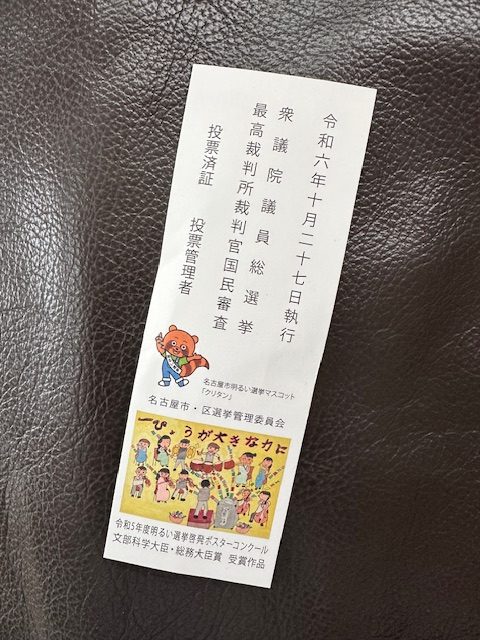 令和六年十月二十七日執行
衆議院議員総選挙
最高裁判所裁判官国民審査
投票済証
投票管理者
名古屋市明るい選挙マスコット
「クリタン」
名古屋市・区選挙管理委員会
一ぴょうが大きな力に
令和5年度明るい選挙啓発ポスターコンクール
文部科学大臣・総務大臣賞 受賞作品